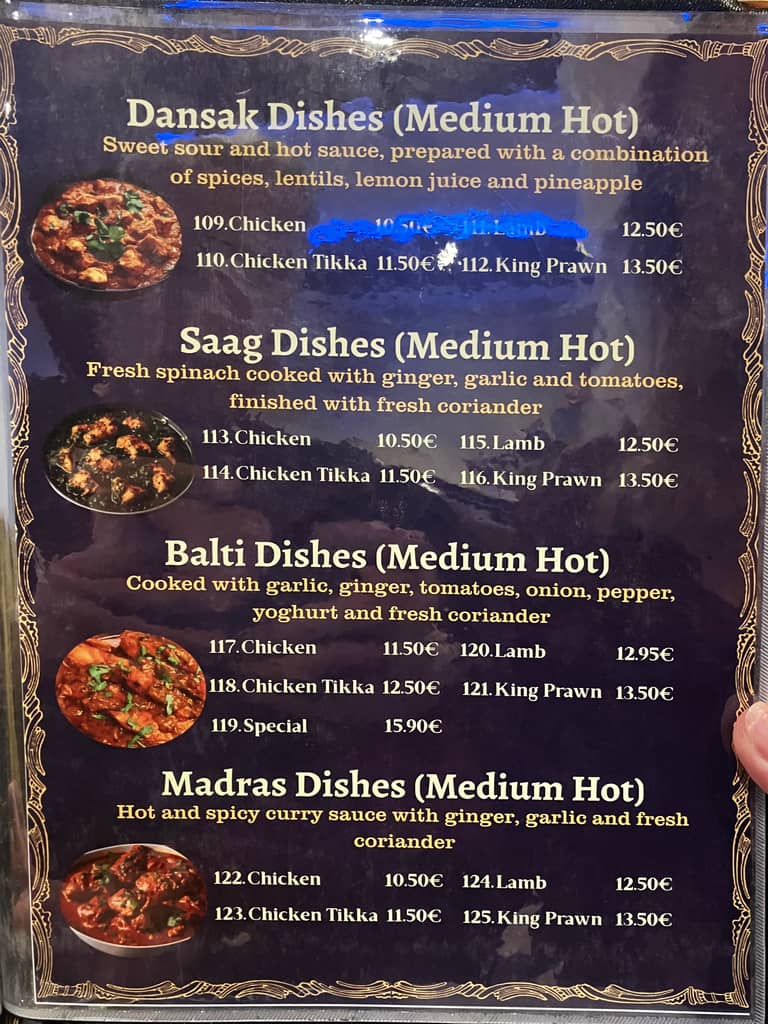 Dansak Dishes (Medium Hot)
Sweet sour and hot sauce, prepared with a combination
of spices, lentils, lemon juice and pineapple
109.Chicken 10.50€ 111.Lamb 12.50€
110.Chicken Tikka 11.50€ 112.King Prawn 13.50€
Saag Dishes (Medium Hot)
Fresh spinach cooked with ginger, garlic and tomatoes,
finished with fresh coriander
113.Chicken 10.50€ 115.Lamb 12.50€
114.Chicken Tikka 11.50€ 116.King Prawn 13.50€
Balti Dishes (Medium Hot)
Cooked with garlic, ginger, tomatoes, onion, pepper,
yoghurt and fresh coriander
117.Chicken 11.50€ 120.Lamb 12.95€
118.Chicken Tikka 12.50€ 121.King Prawn 13.50€
119.Special 15.90€
Madras Dishes (Medium Hot)
Hot and spicy curry sauce with ginger, garlic and fresh
coriander
122.Chicken 10.50€ 124.Lamb 12.50€
123.Chicken Tikka 11.50€ 125.King Prawn 13.50€